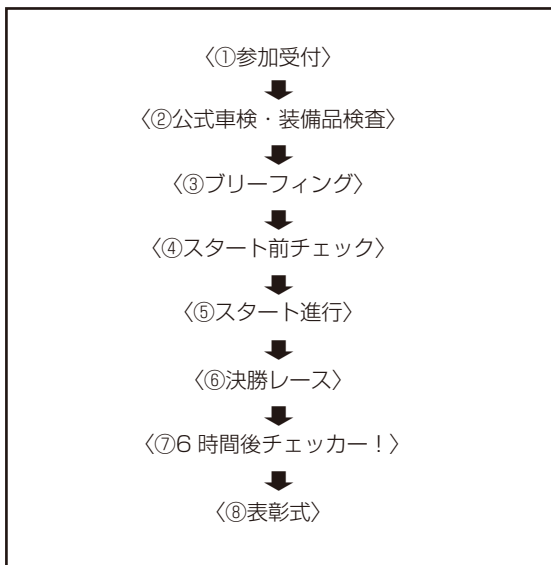 〈①参加受付〉
〈②公式車検・装備品検査〉
〈③ブリーフィング〉
〈④スタート前チェック〉
〈⑤スタート進行〉
〈⑥決勝レース〉
〈⑦6 時間後チェッカー！〉
〈⑧表彰式〉